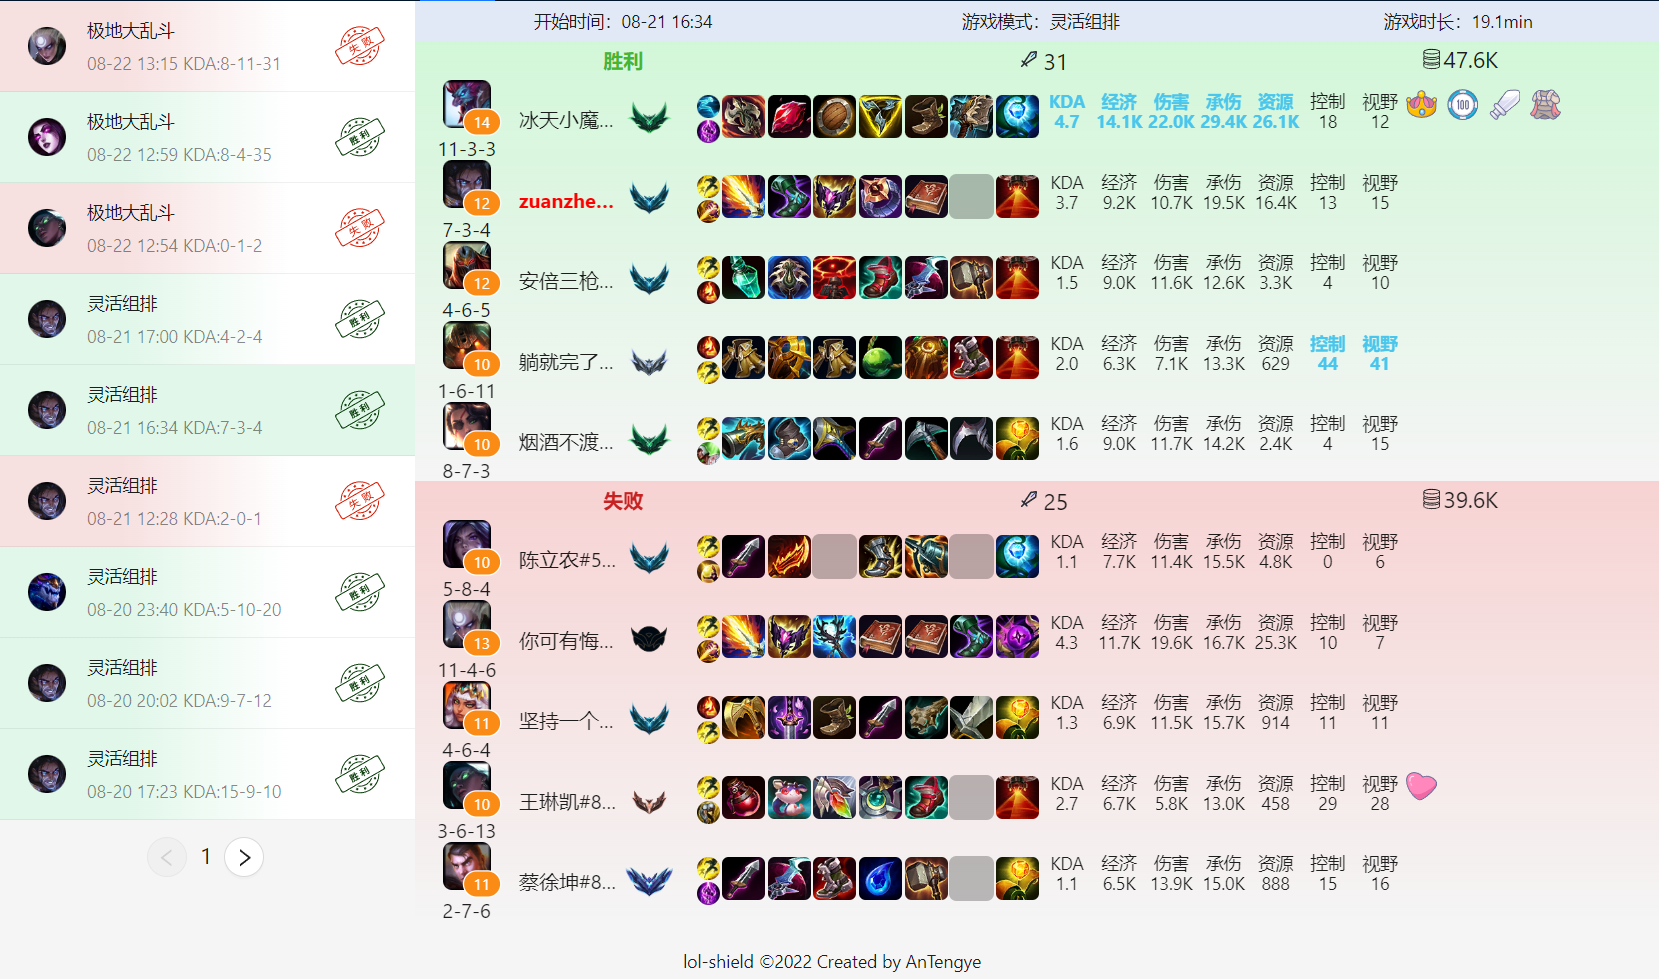 极地大乱斗
08-22 13:15 KDA:8-11-31
失败
极地大乱斗
08-22 12:59 KDA:8-4-35
胜利
极地大乱斗
08-22 12:54 KDA:0-1-2
失败
灵活组排
08-21 17:00 KDA:4-2-4
胜利
灵活组排
08-21 16:34 KDA:7-3-4
胜利
灵活组排
08-21 12:28 KDA:2-0-1
失败
灵活组排
08-20 23:40 KDA:5-10-20
胜利
灵活组排
08-20 20:02 KDA:9-7-12
胜利
灵活组排
08-20 17:23 KDA:15-9-10
胜利
1
开始时间：08-21 16:34 游戏模式：灵活组排 游戏时长：19.1min
胜利 31 47.6K
14 冰天小魔... KDA 经济 伤害 承伤 资源 控制 视野 100
4.7 14.1K 22.0K 29.4K 26.1K 18 12
11-3-3
12 zuanzhe... KDA 经济 伤害 承伤 资源 控制 视野
3.7 9.2K 10.7K 19.5K 16.4K 13 15
7-3-4
12 安倍三枪... KDA 经济 伤害 承伤 资源 控制 视野
1.5 9.0K 11.6K 12.6K 3.3K 4 10
4-6-5
10 躺就完了... KDA 经济 伤害 承伤 资源 控制 视野
2.0 6.3K 7.1K 13.3K 629 44 41
1-6-11
10 烟酒不渡... KDA 经济 伤害 承伤 资源 控制 视野
1.6 9.0K 11.7K 14.2K 2.4K 4 15
8-7-3
失败 25 39.6K
10 陈立农#5... KDA 经济 伤害 承伤 资源 控制 视野
1.1 7.7K 11.4K 15.5K 4.8K 0 6
5-8-4
13 你可有悔... KDA 经济 伤害 承伤 资源 控制 视野
4.3 11.7K 19.6K 16.7K 25.3K 10 7
11-4-6
11 坚持一个... KDA 经济 伤害 承伤 资源 控制 视野
1.3 6.9K 11.5K 15.7K 914 11 11
4-6-4
10 王琳凯#8... KDA 经济 伤害 承伤 资源 控制 视野
2.7 6.7K 5.8K 13.0K 458 29 28
3-6-13
11 蔡徐坤#8... KDA 经济 伤害 承伤 资源 控制 视野
1.1 6.5K 13.9K 15.0K 888 15 16
2-7-6
lol-shield ©2022 Created by AnTengye